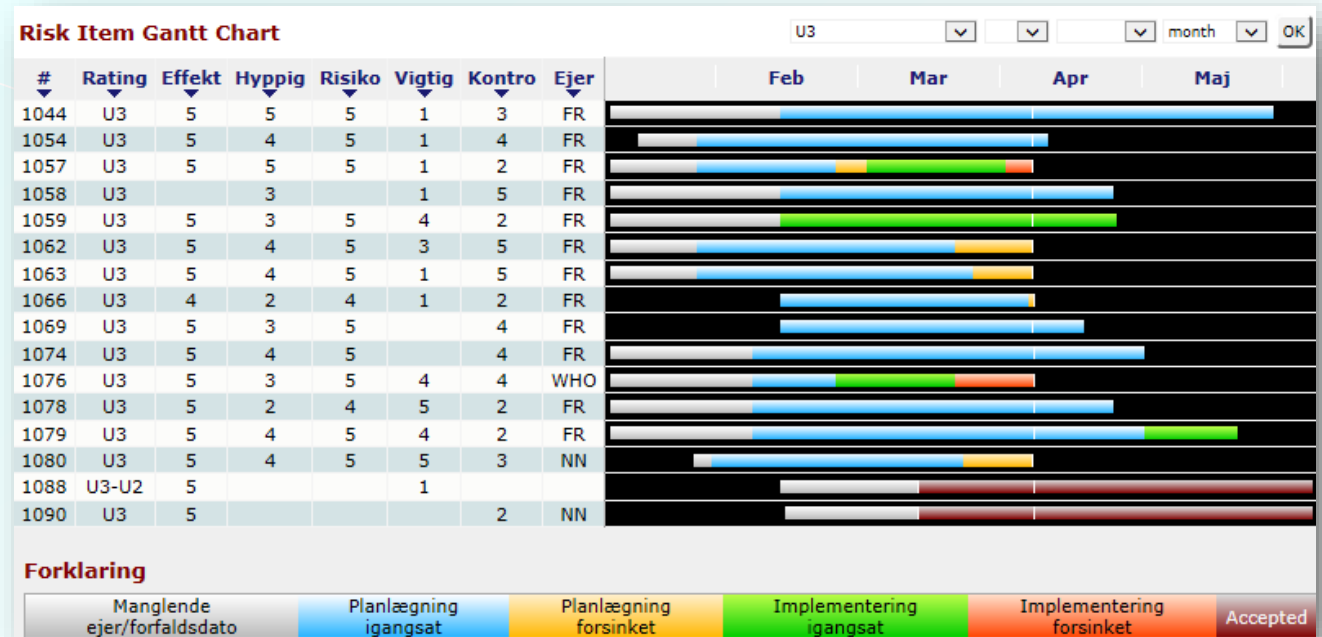 Risk Item Gantt Chart U3 month OK
# Rating Effekt Hyppig Risiko Vigtig Kontro Ejer Feb Mar Apr Maj
1044 U3 5 5 5 1 3 FR
1054 U3 5 4 5 1 4 FR
1057 U3 5 5 5 1 2 FR
1058 U3 3 1 5 FR
1059 U3 5 3 5 4 2 FR
1062 U3 5 4 5 3 5 FR
1063 U3 5 4 5 1 5 FR
1066 U3 4 2 4 1 2 FR
1069 U3 5 3 5 4 FR
1074 U3 5 4 5 4 FR
1076 U3 5 3 5 4 4 WHO
1078 U3 5 2 4 5 2 FR
1079 U3 5 4 5 4 2 FR
1080 U3 5 4 5 5 3 NN
1088 U3-U2 5 1
1090 U3 5 2 NN
Forklaring
Manglende
ejer/forfaldsdato
Planlægning
igangsat
Planlægning
forsinket
Implementering
igangsat
Implementering
forsinket
Accepted